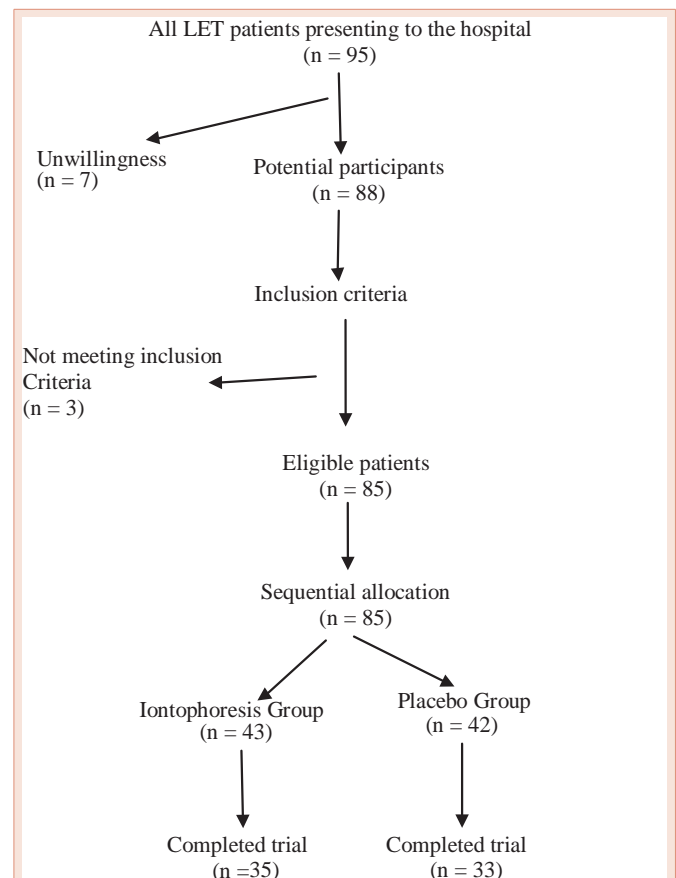 All LET patients presenting to the hospital
(n = 95)
Unwillingness
(n = 7)
Potential participants
(n = 88)
Inclusion criteria
Not meeting inclusion
Criteria
(n = 3)
Eligible patients
(n = 85)
Sequential allocation
(n = 85)
Iontophoresis Group
(n = 43)
Placebo Group
(n = 42)
Completed trial
(n =35)
Completed trial
(n = 33)